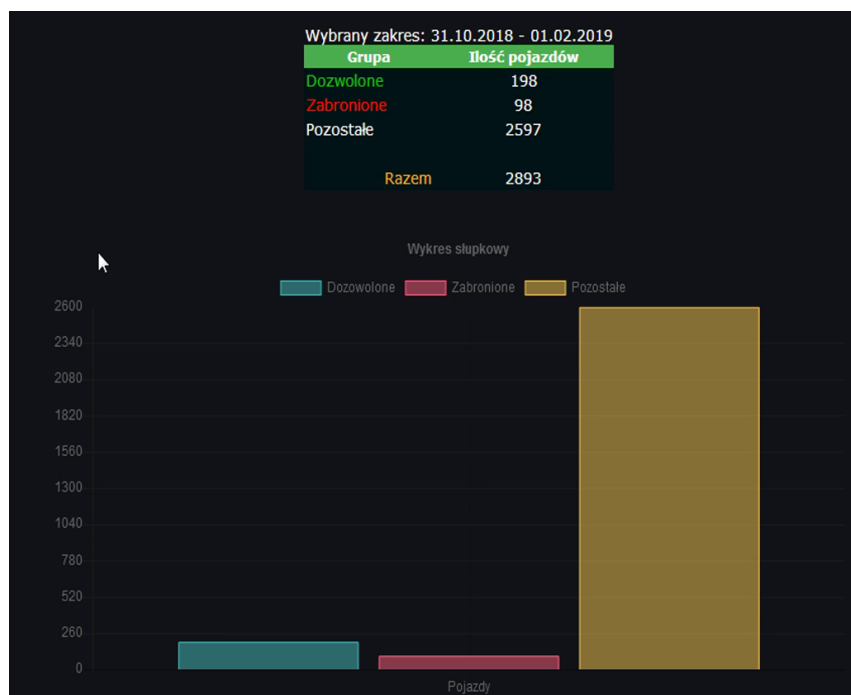 Wybrany zakres: 31.10.2018 - 01.02.2019
Grupa Ilość pojazdów
Dozwolone 198
Zabronione 98
Pozostałe 2597
Razem 2893
Wykres słupkowy
Dozowolone Zabronione Pozostałe
2600
2340
2080
1820
1560
1300
1040
780
520
260
0
Pojazdy